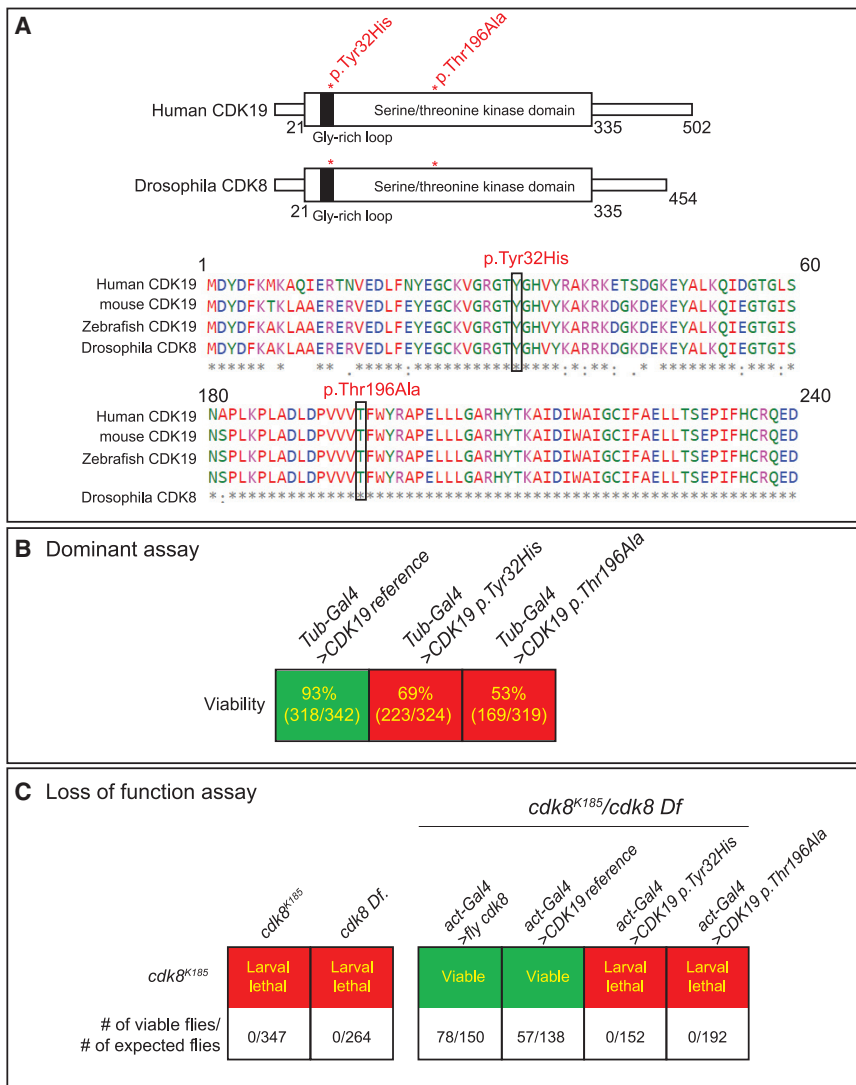 A
p.Tyr32His
p.Thr196Ala
Human CDK19
Serine/threonine kinase domain
21
335
502
Gly-rich loop
Drosophila CDK8
Serine/threonine kinase domain
21
335
454
Gly-rich loop
1
p.Tyr32His
60
Human CDK19 MDYDFKMKAQIERTNVEDLFNYEGCKVGRGTYGHVYRAKRKETSDGKEYALKQIDGTGLS
mouse CDK19 MDYDFKTKLAAERERVEDLFEYEGCKVGRGTYGHVYKAKRKDGKDEKEYALKQIEGTGIS
Zebrafish CDK19 MDYDFKAKLAAERERVEDLFEYEGCKVGRGTYGHVYKAKRKDGKDEKEYALKQIEGTGIS
Drosophila CDK8 MDYDFKAKLAAERERVEDLFEYEGCKVGRGTYGHVYKARRKDGKDEKEYALKQIEGTGIS
180
p.Thr196Ala
240
Human CDK19 NAPLKPLADLDPVVVTFWYRAPELLLGARHYTKAIDIWAIGCIFAELLTSEPIFHCRQED
mouse CDK19 NSPLKPLADLDPVVVTFWYRAPELLLGARHYTKAIDIWAIGCIFAELLTSEPIFHCRQED
Zebrafish CDK19 NSPLKPLADLDPVVVTFWYRAPELLLGARHYTKAIDIWAIGCIFAELLTSEPIFHCRQED
NSPLKPLADLDPVVVTFWYRAPELLLGARHYTKAIDIWAIGCIFAELLTSEPIFHCRQED
Drosophila CDK8 *:**********************************************************
B Dominant assay
Tub-Gal4
>CDK19 reference
Tub-Gal4
>CDK19 p.Tyr32His
Tub-Gal4
>CDK19 p.Thr196Ala
Viability
93%
(318/342)
69%
(223/324)
53%
(169/319)
C Loss of function assay
cdk8K185/cdk8 Df
cdk8K185
cdk8 Df.
act-Gal4
>fly cdk8
act-Gal4
>CDK19 reference
act-Gal4
>CDK19 p.Tyr32His
act-Gal4
>CDK19 p.Thr196Ala
cdk8K185
Larval
lethal
Larval
lethal
Viable
Viable
Larval
lethal
Larval
lethal
# of viable flies/
# of expected flies
0/347
0/264
78/150
57/138
0/152
0/192